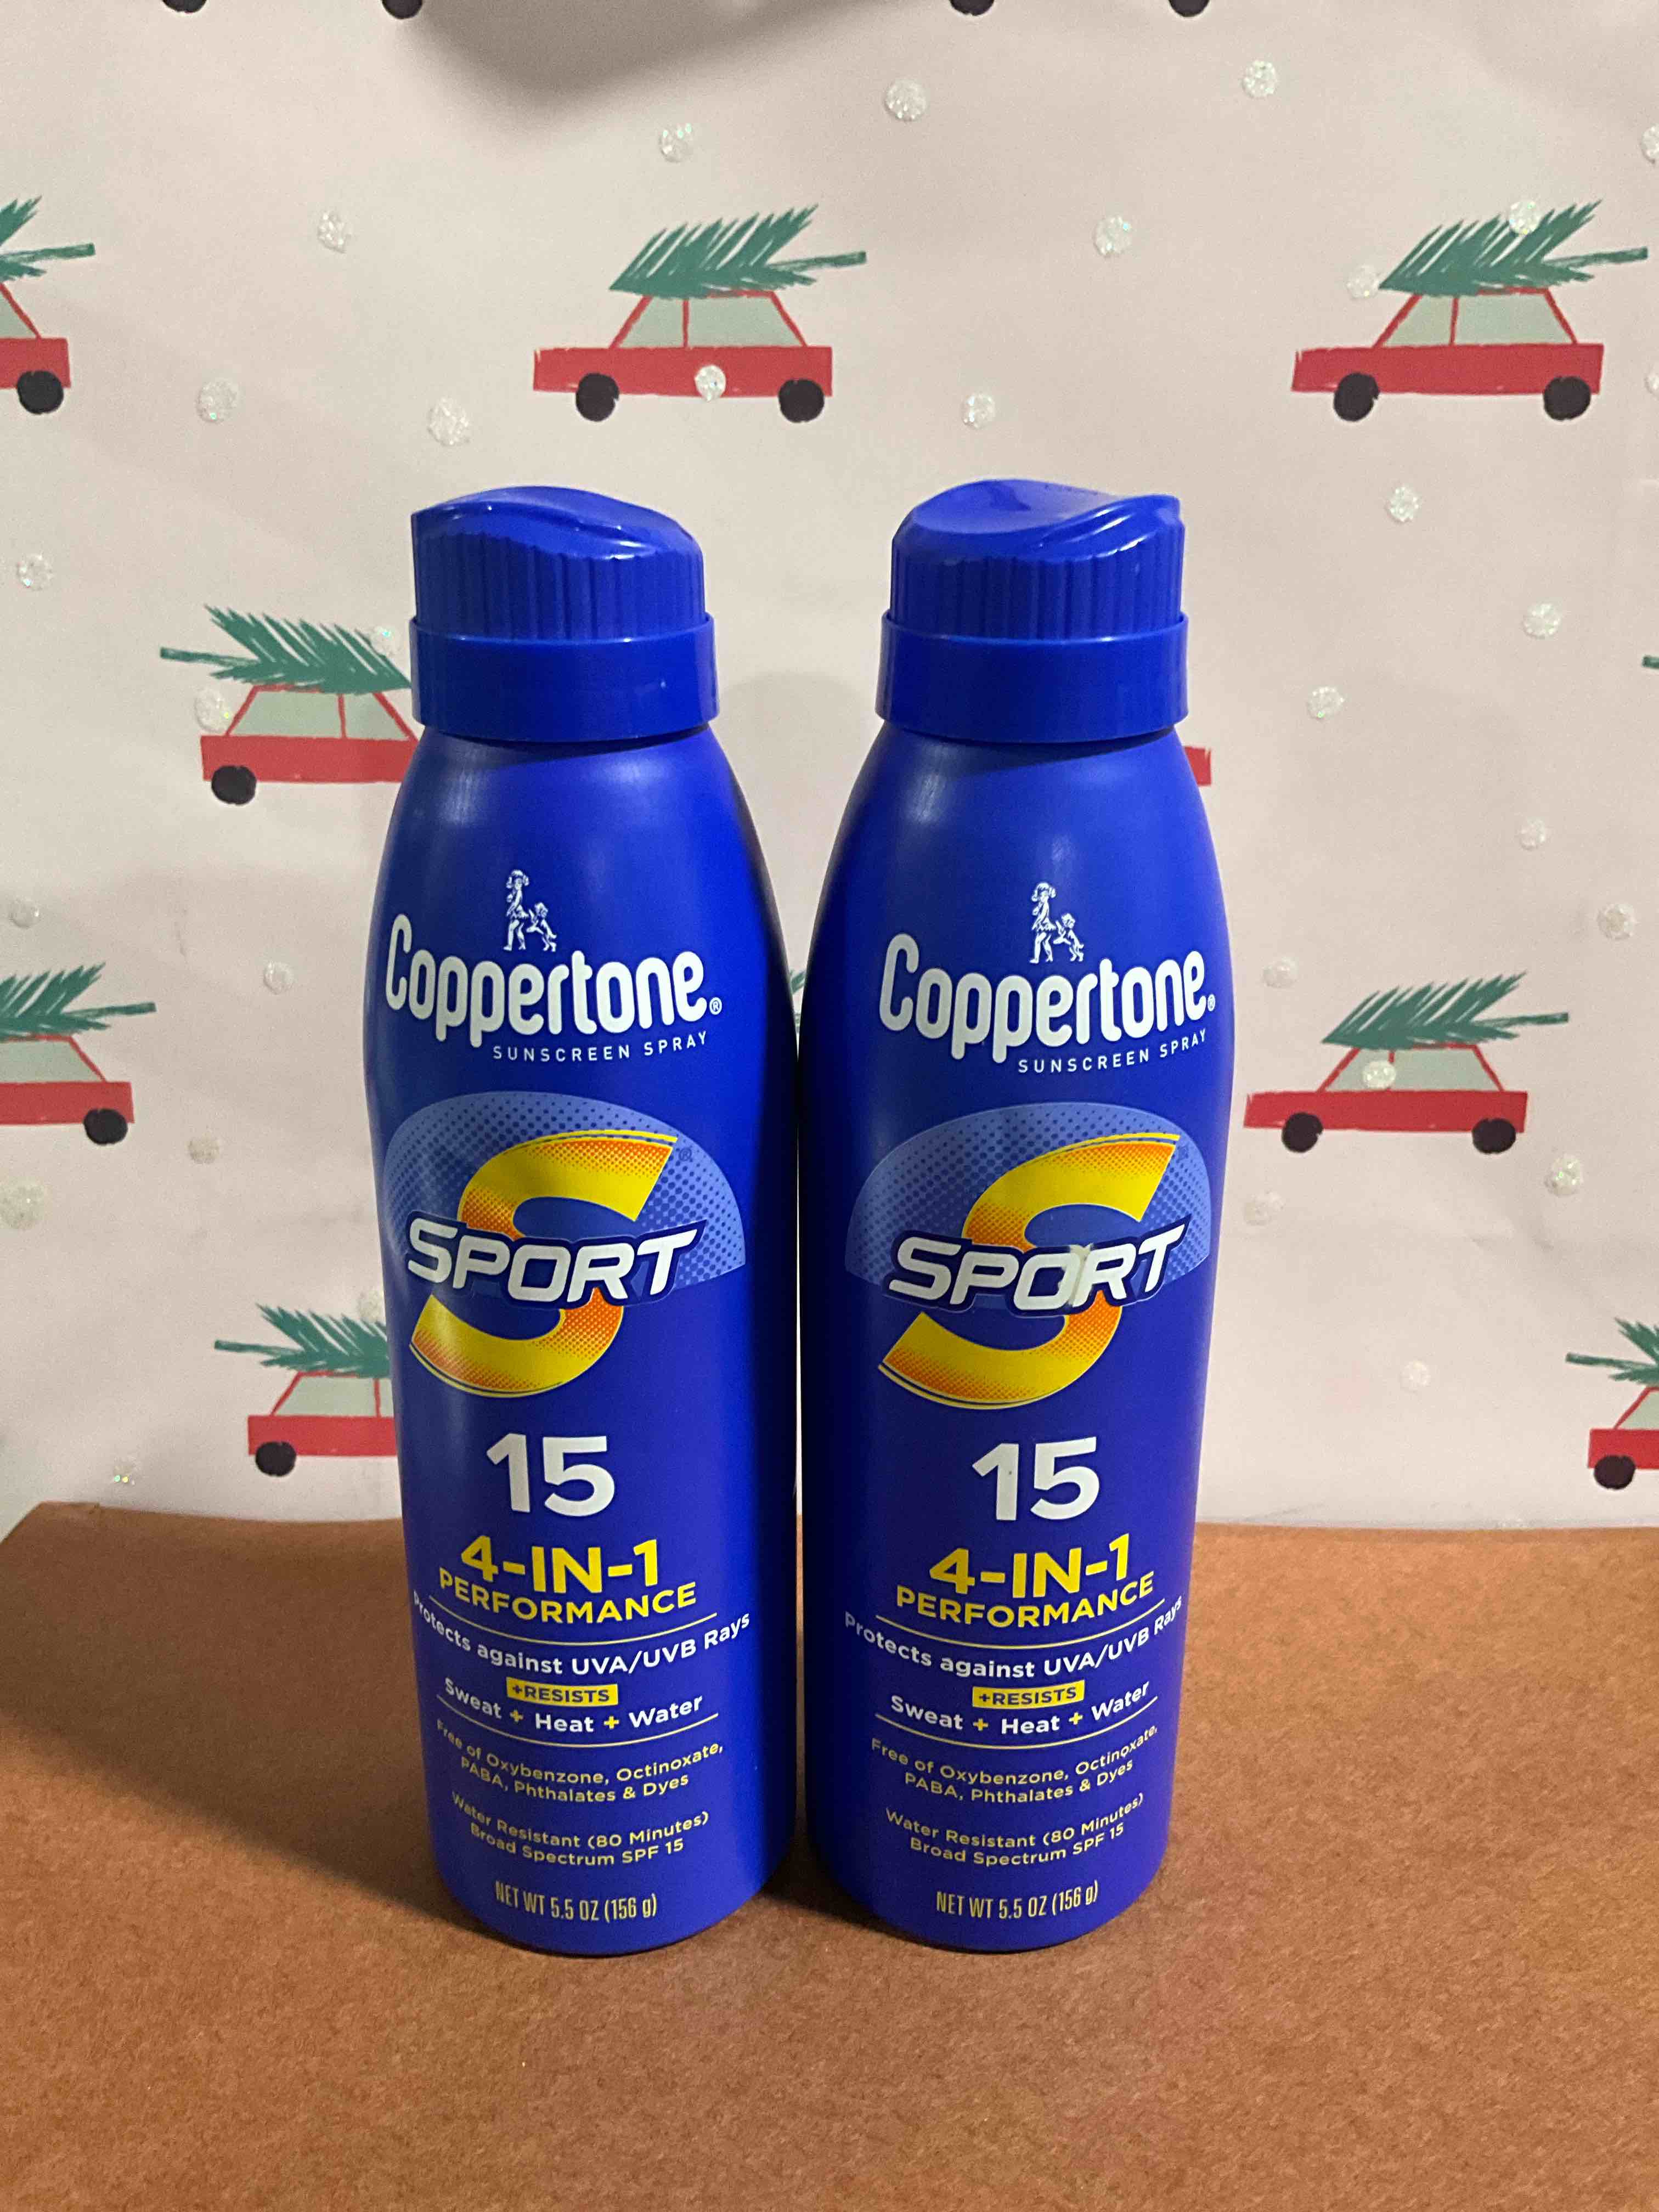 Coppertone®
SUNSCREEN SPRAY
SPORT
15
4-IN-1
PERFORMANCE
Protects against UVA/UVB Rays
+RESISTS
Sweat + Heat + Water
Free of Oxybenzone, Octinoxate,
PABA, Phthalates & Dyes
Water Resistant (80 Minutes)
Broad Spectrum SPF 15
NET WT 5.5 OZ (156 g)
Coppertone®
SUNSCREEN SPRAY
SPORT
15
4-IN-1
PERFORMANCE
Protects against UVA/UVB Rays
+RESISTS
Sweat + Heat + Water
Free of Oxybenzone, Octinoxate,
PABA, Phthalates & Dyes
Water Resistant (80 Minutes)
Broad Spectrum SPF 15
NET WT 5.5 OZ (156 g)